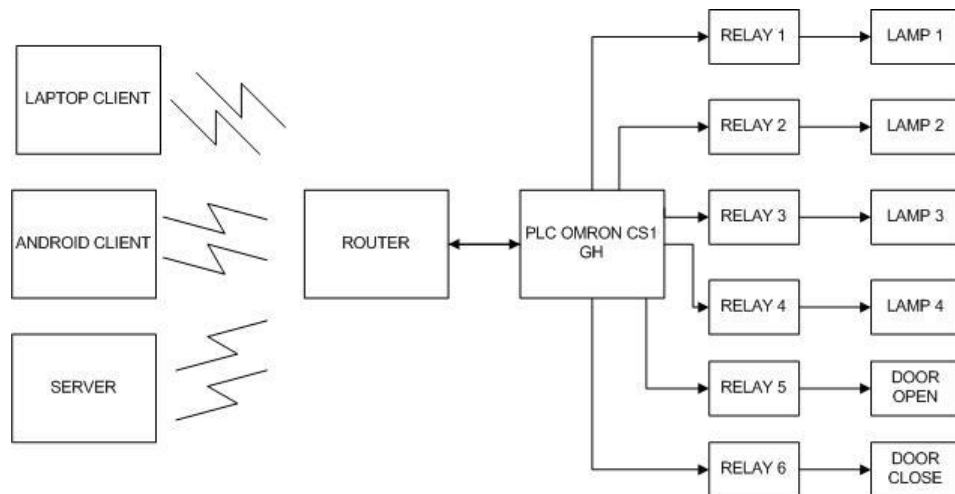 LAPTOP CLIENT
ANDROID CLIENT
SERVER
ROUTER
PLC OMRON CS1
GH
RELAY 1
LAMP 1
RELAY 2
LAMP 2
RELAY 3
LAMP 3
RELAY 4
LAMP 4
RELAY 5
DOOR
OPEN
RELAY 6
DOOR
CLOSE